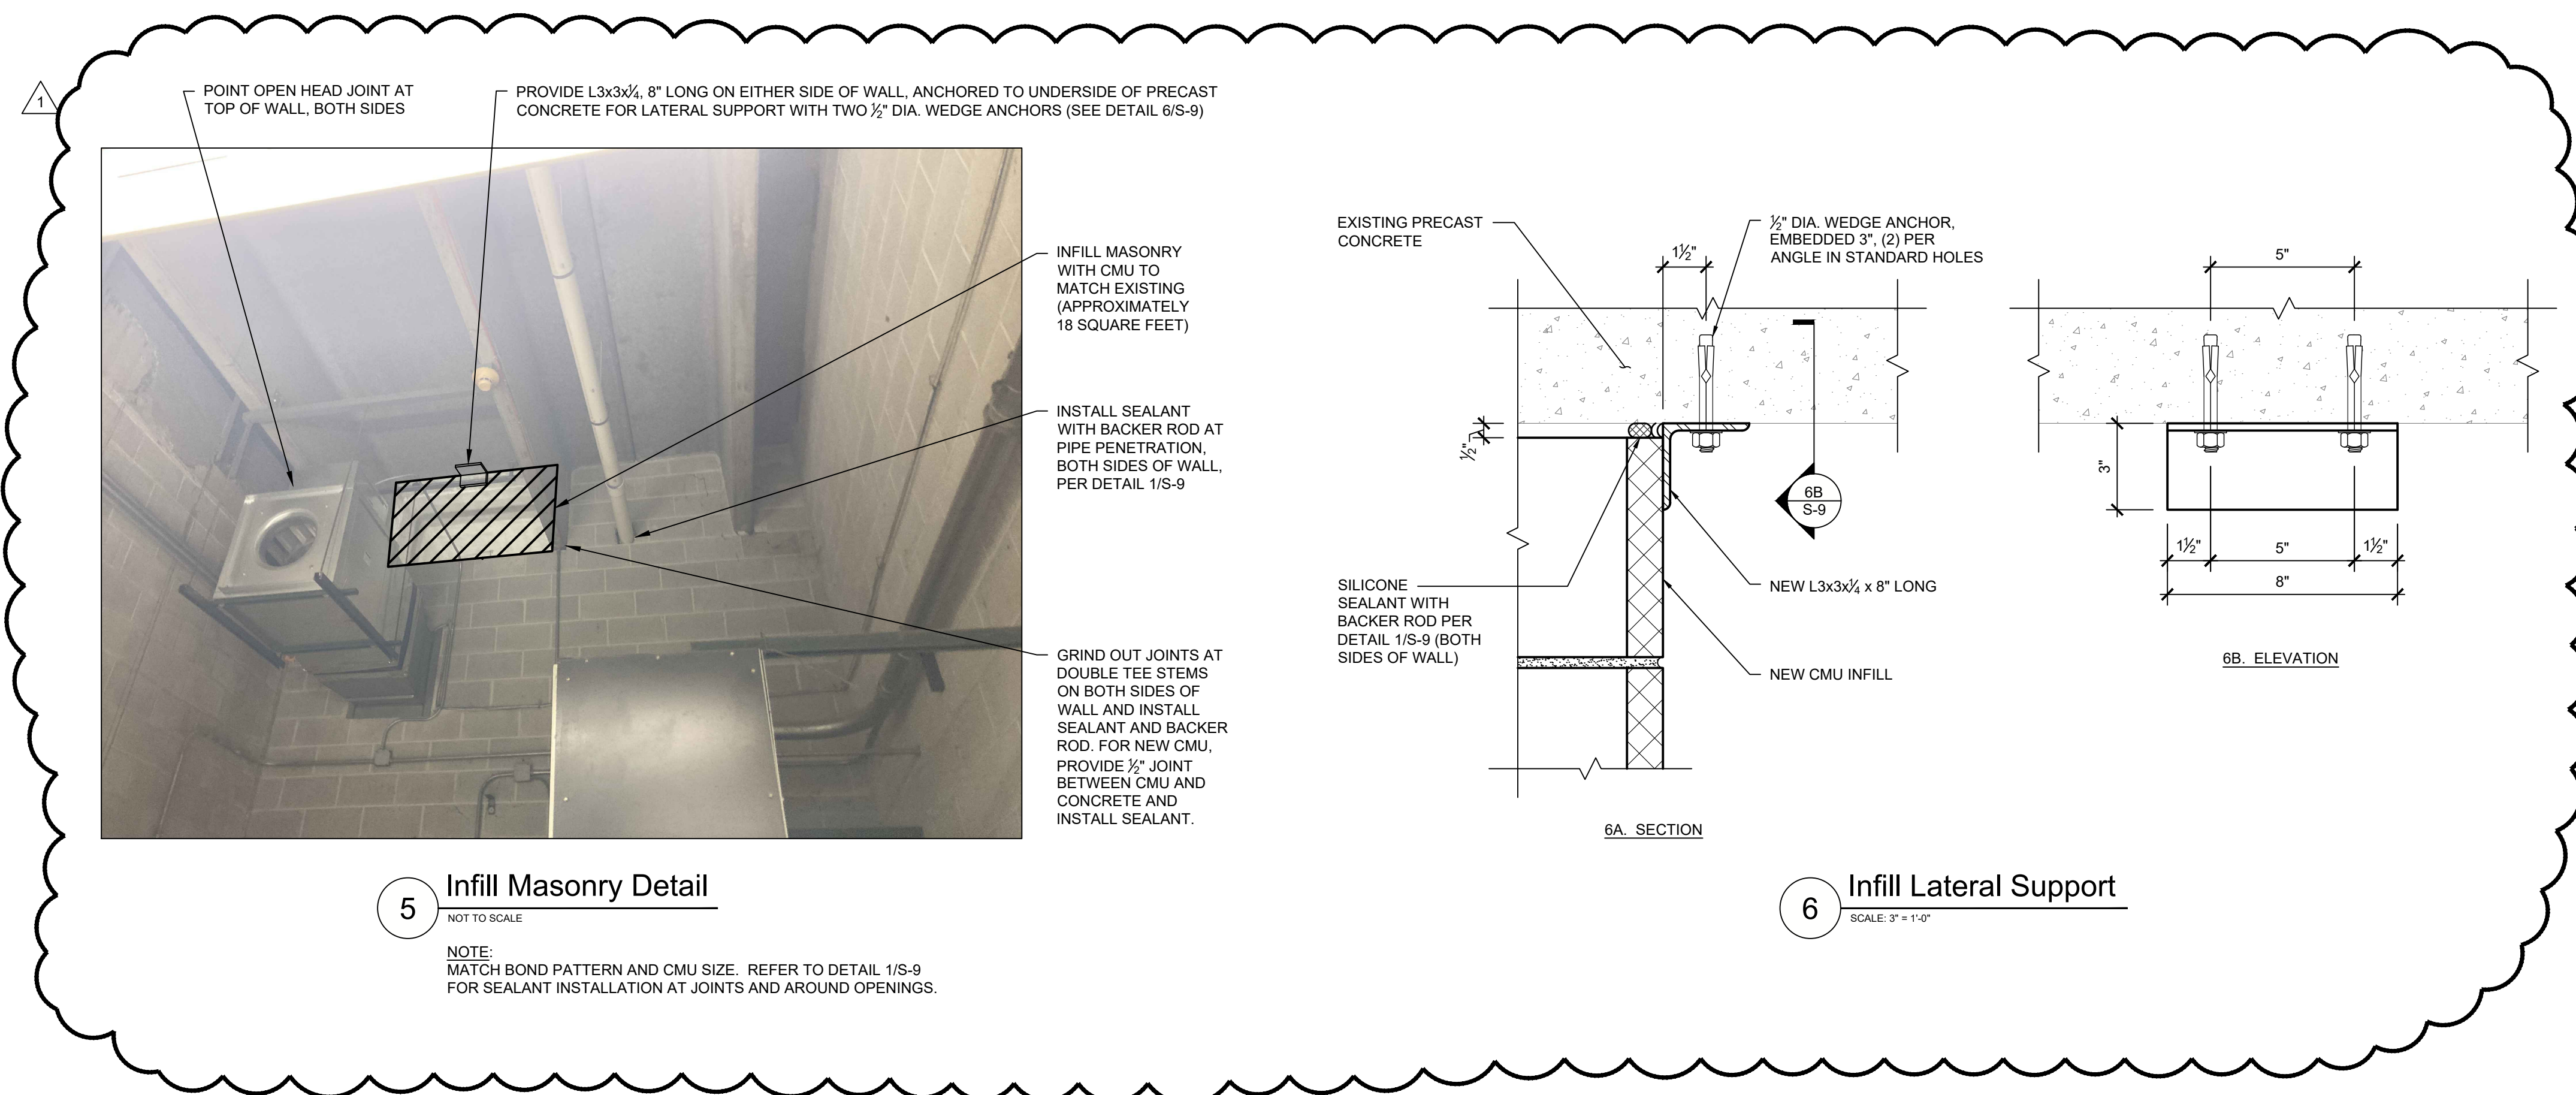 1
POINT OPEN HEAD JOINT AT
TOP OF WALL, BOTH SIDES
PROVIDE L3x3x¼, 8" LONG ON EITHER SIDE OF WALL, ANCHORED TO UNDERSIDE OF PRECAST
CONCRETE FOR LATERAL SUPPORT WITH TWO ½" DIA. WEDGE ANCHORS (SEE DETAIL 6/S-9)
INFILL MASONRY
WITH CMU TO
MATCH EXISTING
(APPROXIMATELY
18 SQUARE FEET)
INSTALL SEALANT
WITH BACKER ROD AT
PIPE PENETRATION,
BOTH SIDES OF WALL,
PER DETAIL 1/S-9
GRIND OUT JOINTS AT
DOUBLE TEE STEMS
ON BOTH SIDES OF
WALL AND INSTALL
SEALANT AND BACKER
ROD. FOR NEW CMU,
PROVIDE ½" JOINT
BETWEEN CMU AND
CONCRETE AND
INSTALL SEALANT.
5
Infill Masonry Detail
NOT TO SCALE
NOTE:
MATCH BOND PATTERN AND CMU SIZE. REFER TO DETAIL 1/S-9
FOR SEALANT INSTALLATION AT JOINTS AND AROUND OPENINGS.
EXISTING PRECAST
CONCRETE
1½"
½" DIA. WEDGE ANCHOR,
EMBEDDED 3", (2) PER
ANGLE IN STANDARD HOLES
½"
6B
S-9
SILICONE
SEALANT WITH
BACKER ROD PER
DETAIL 1/S-9 (BOTH
SIDES OF WALL)
NEW L3x3x¼ x 8" LONG
NEW CMU INFILL
6A. SECTION
5"
3"
1½"
5"
1½"
8"
6B. ELEVATION
6
Infill Lateral Support
SCALE: 3" = 1'-0"